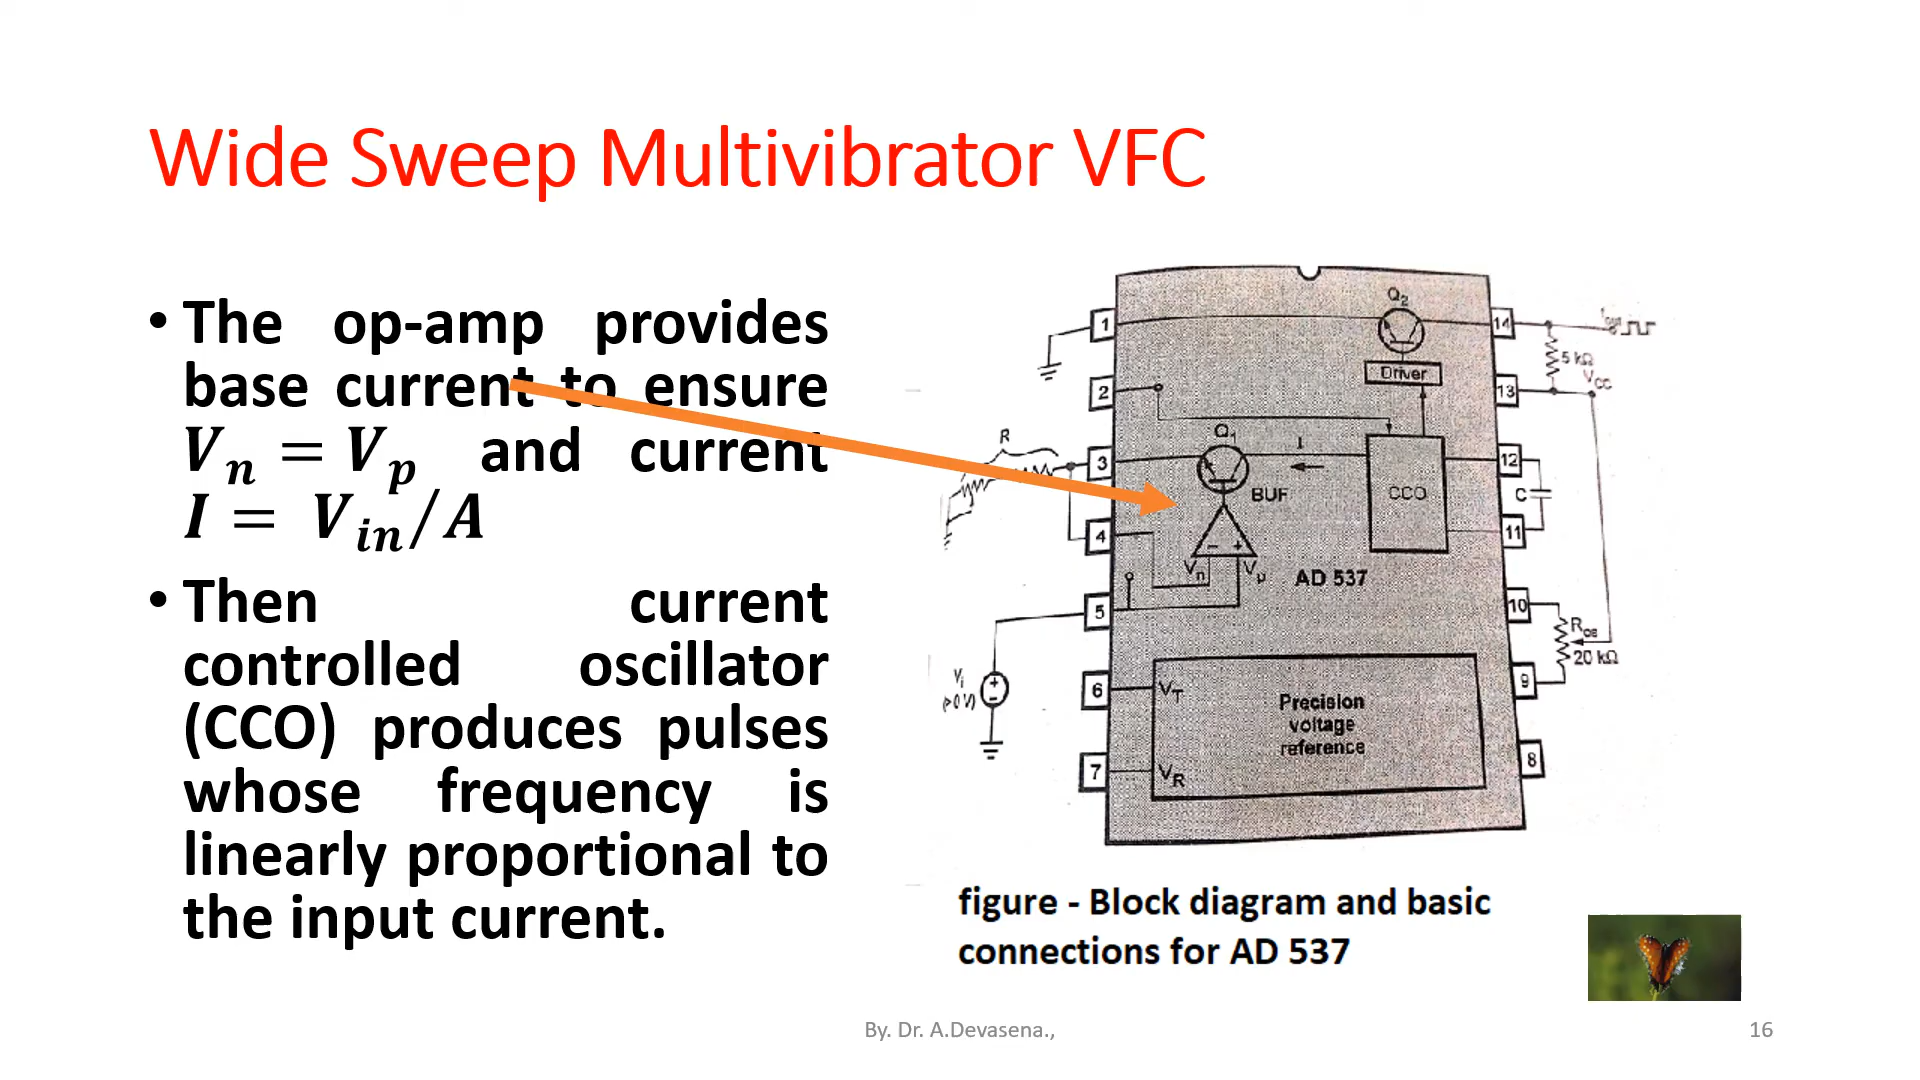 Wide Sweep Multivibrator VFC
• The op-amp provides
base current to ensure
Vₙ = Vₚ and current
I = Vᵢₙ/A
• Then current
controlled oscillator
(CCO) produces pulses
whose frequency is
linearly proportional to
the input current.
1
2
3
4
5
6
7
14
13
12
11
10
9
8
Q₂
Driver
5 kΩ
VCC
R
Q₁
I
BUF
CCO
C
− +
Vn
Vp
AD 537
ROS
20 kΩ
Vi
+
−
VT
VR
Precision
voltage
reference
figure - Block diagram and basic
connections for AD 537
By. Dr. A.Devasena.,
16